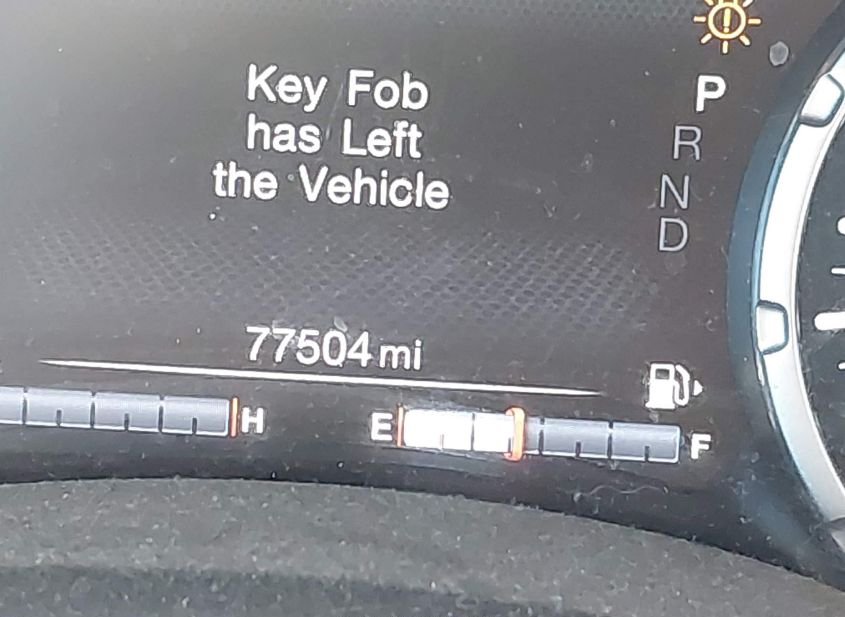 Key Fob
has Left
the Vehicle
P
R
N
D
77504 mi
H
E
F